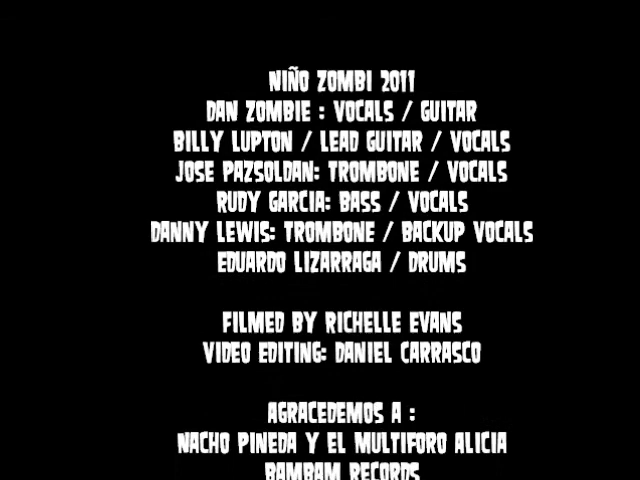 NIÑO ZOMBI 2011
DAN ZOMBIE : VOCALS / GUITAR
BILLY LUPTON / LEAD GUITAR / VOCALS
JOSE PAZSOLDAN: TROMBONE / VOCALS
RUDY GARCIA: BASS / VOCALS
DANNY LEWIS: TROMBONE / BACKUP VOCALS
EDUARDO LIZARRAGA / DRUMS
FILMED BY RICHELLE EVANS
VIDEO EDITING: DANIEL CARRASCO
AGRACEDEMOS A :
NACHO PINEDA Y EL MULTIFORO ALICIA
BAMBAM RECORDS